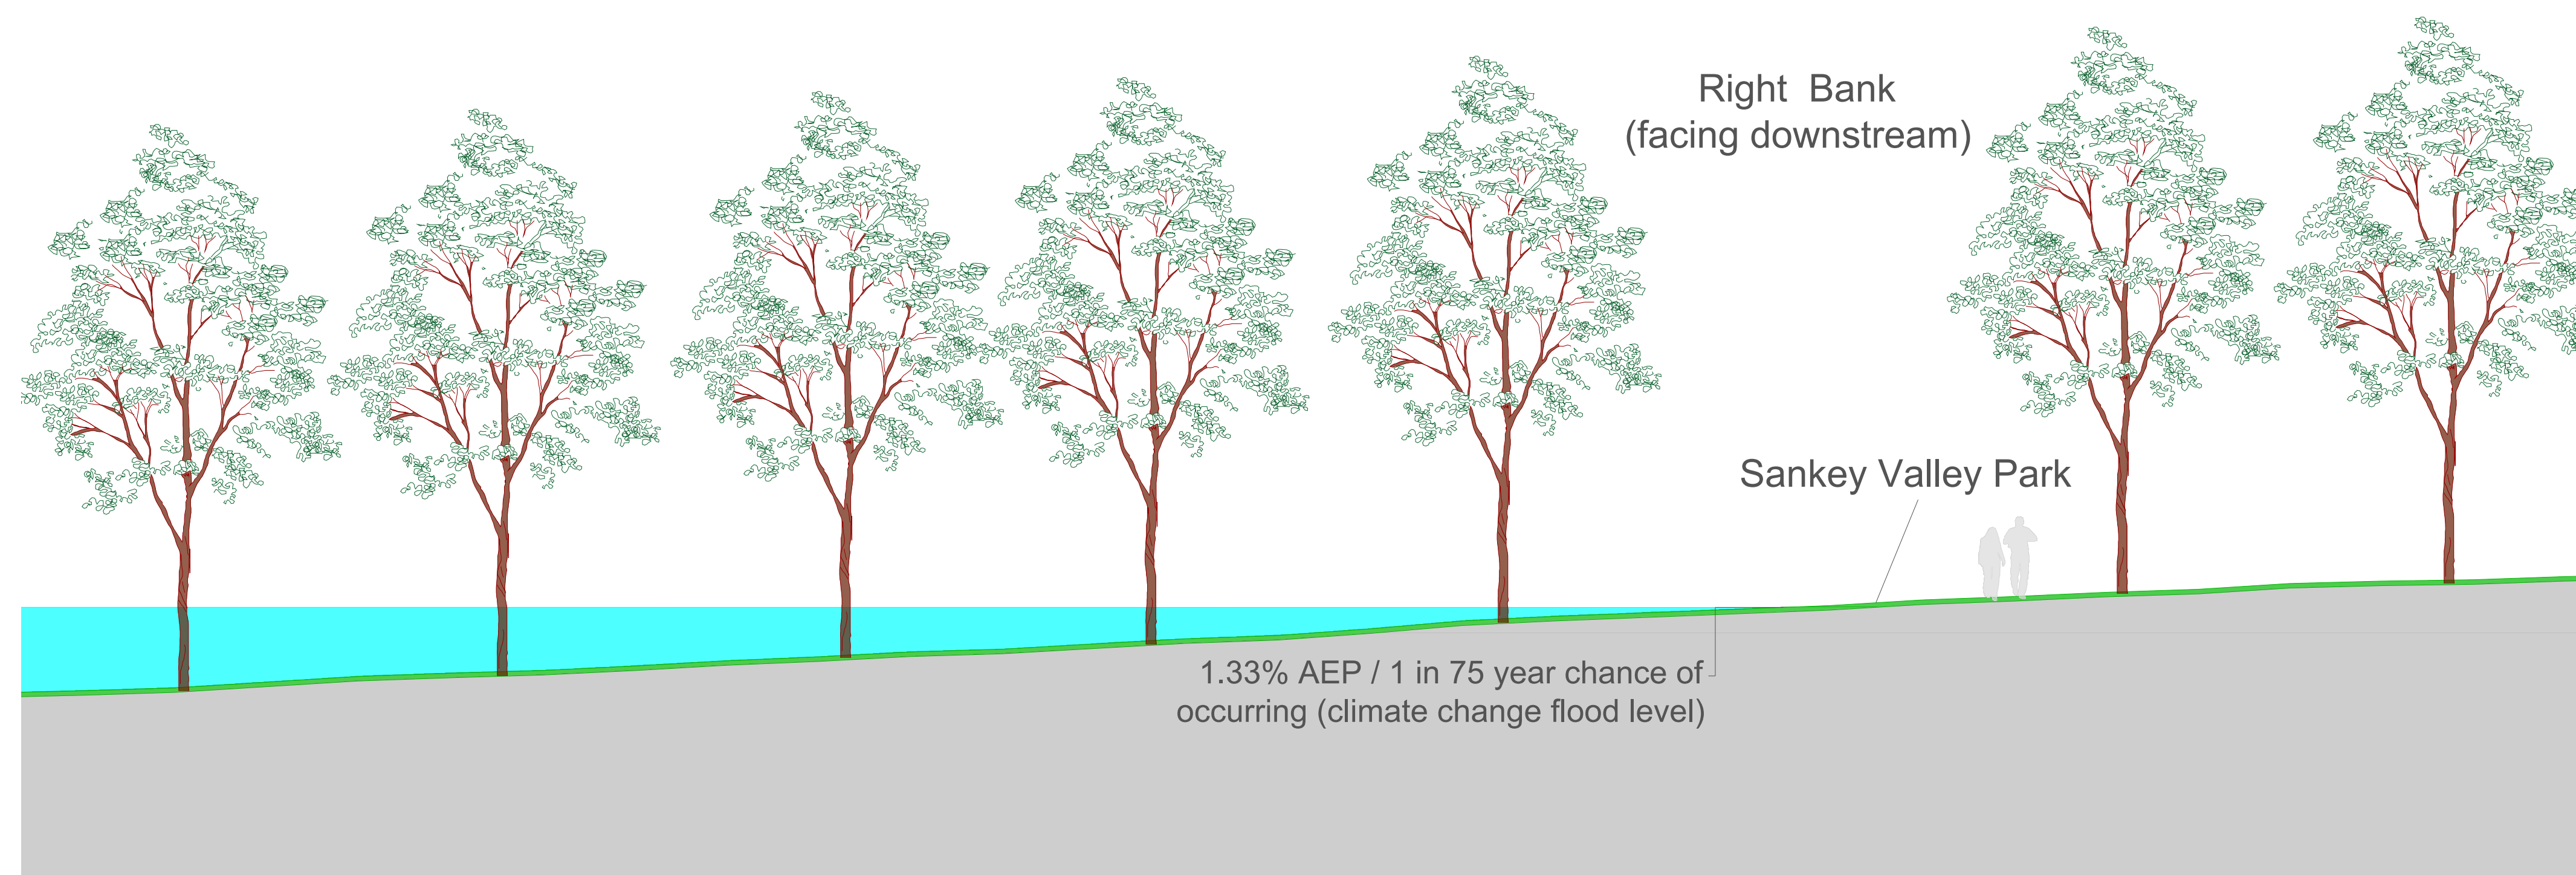 Right Bank
(facing downstream)
Sankey Valley Park
1.33% AEP / 1 in 75 year chance of
occurring (climate change flood level)